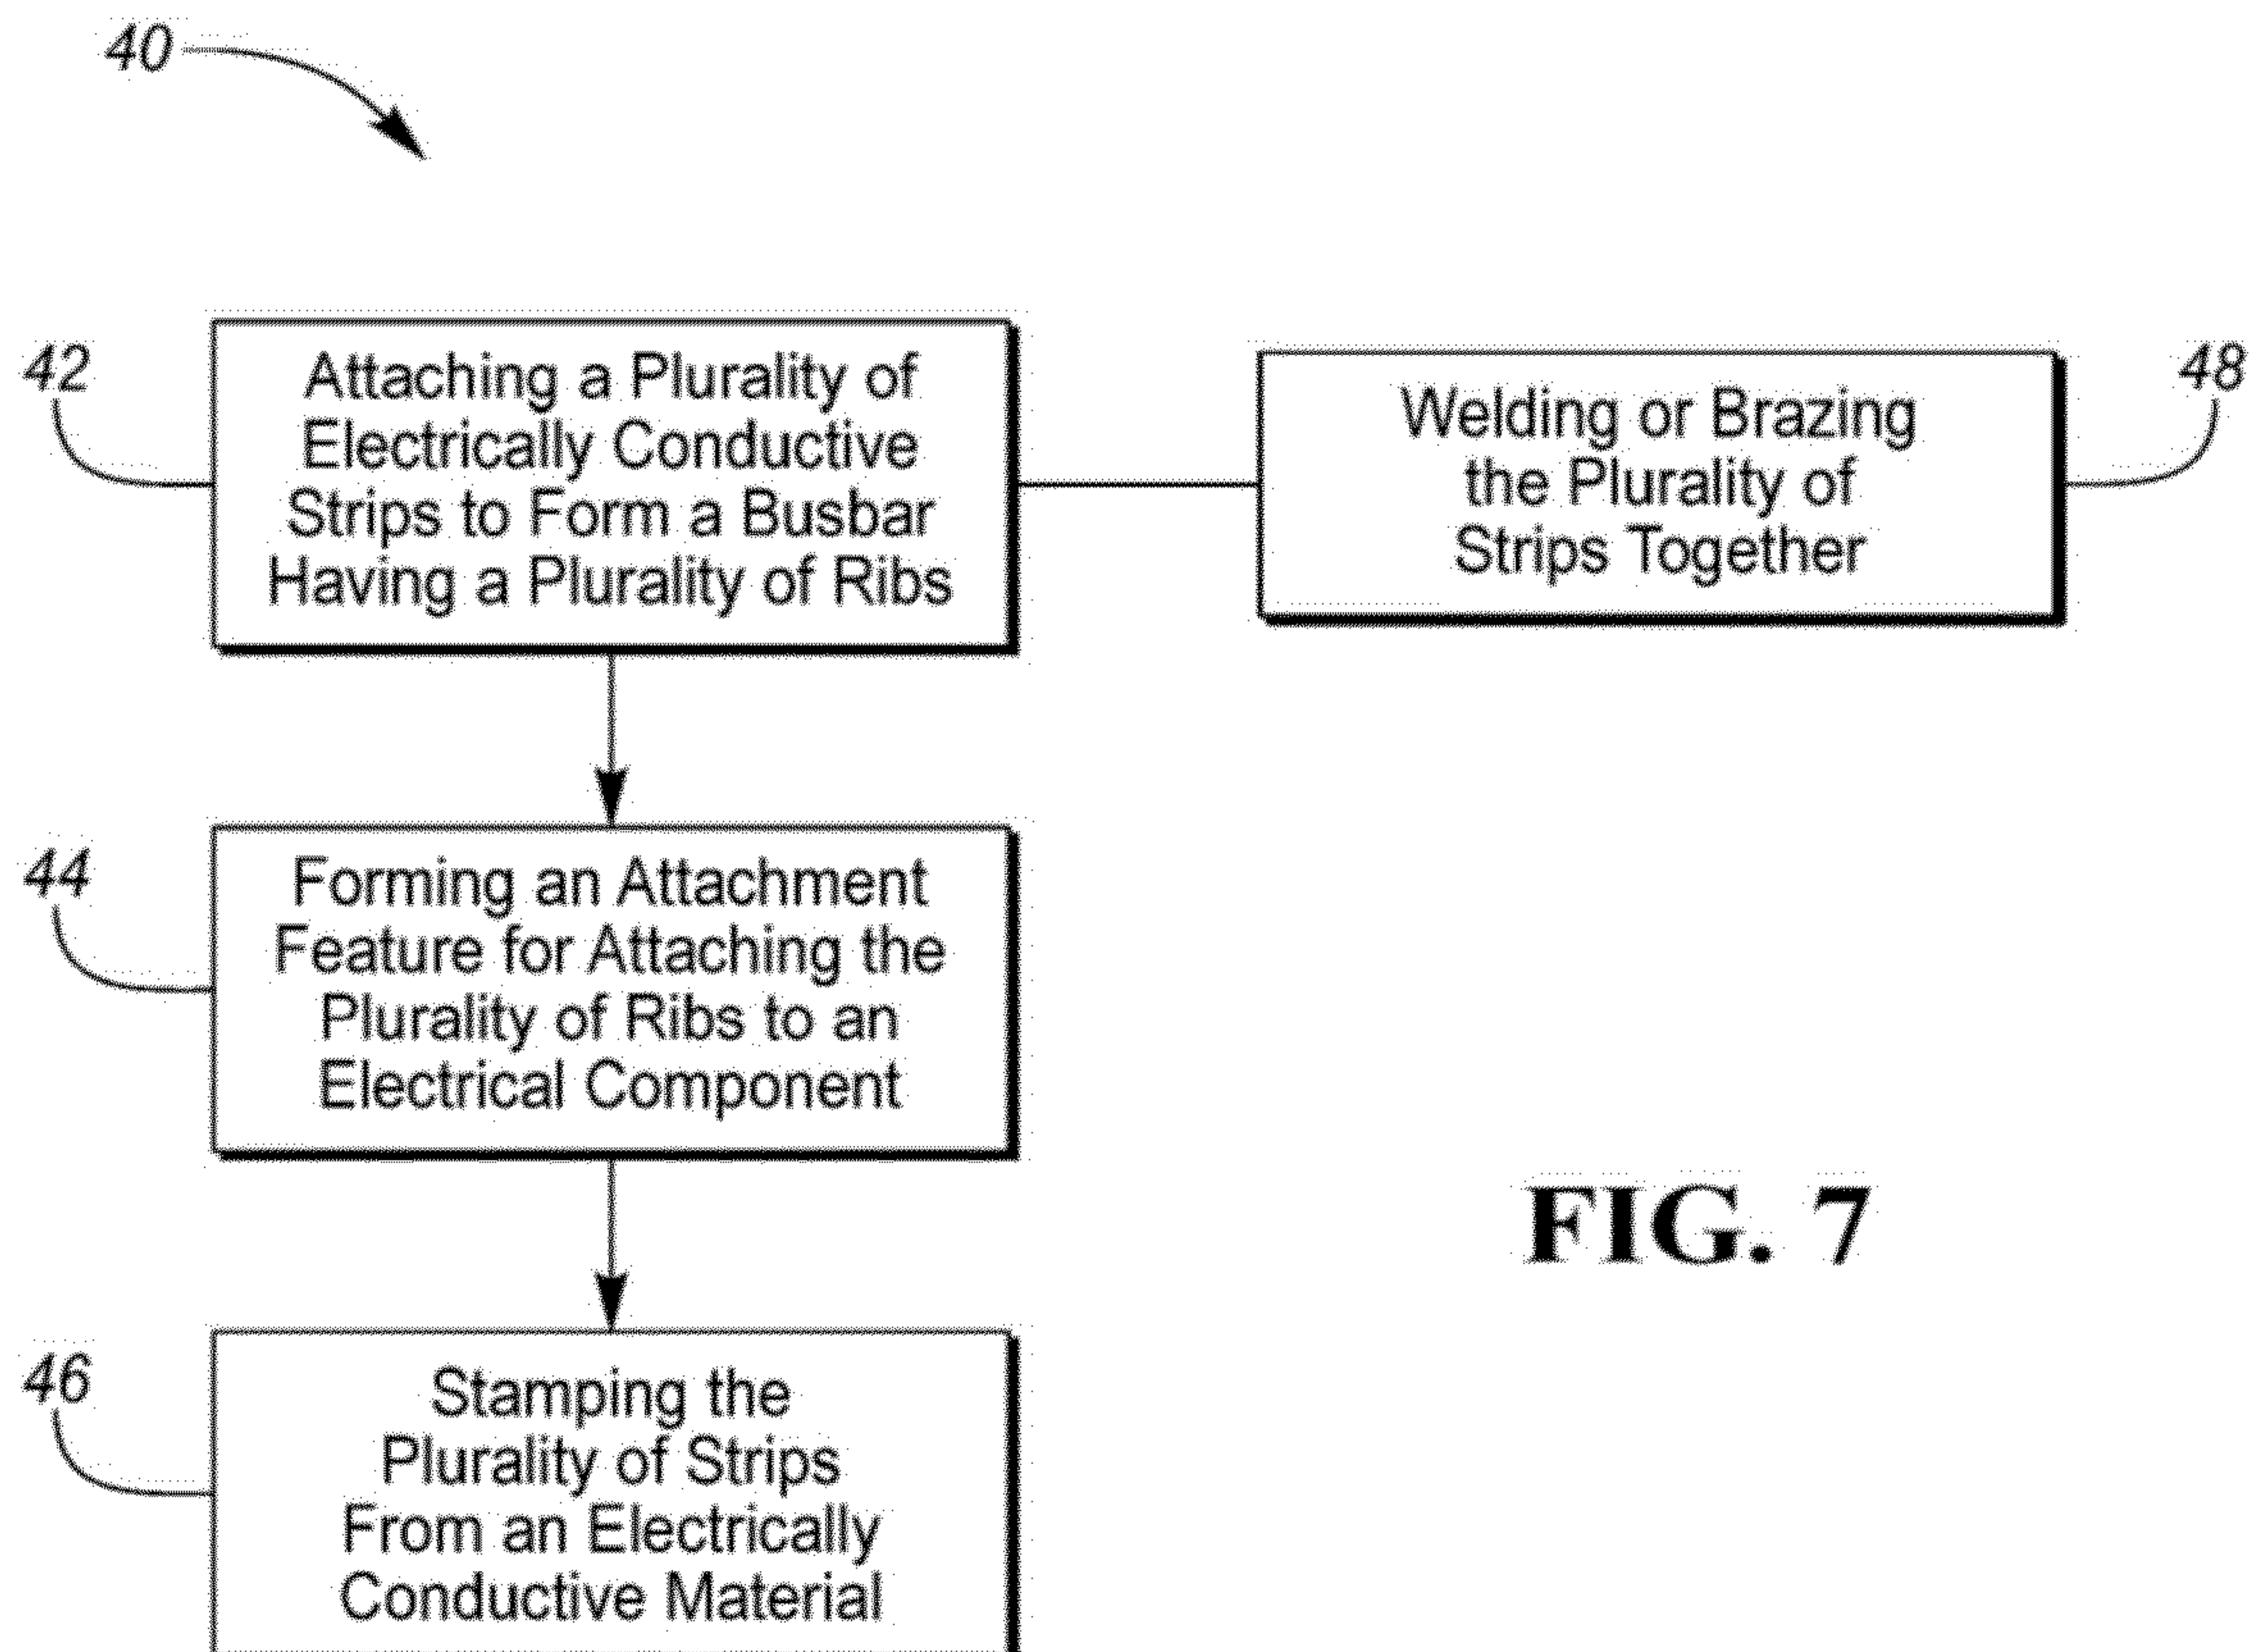 40
42
Attaching a Plurality of
Electrically Conductive
Strips to Form a Busbar
Having a Plurality of Ribs
Welding or Brazing
the Plurality of
Strips Together
48
44
Forming an Attachment
Feature for Attaching the
Plurality of Ribs to an
Electrical Component
FIG. 7
46
Stamping the
Plurality of Strips
From an Electrically
Conductive Material